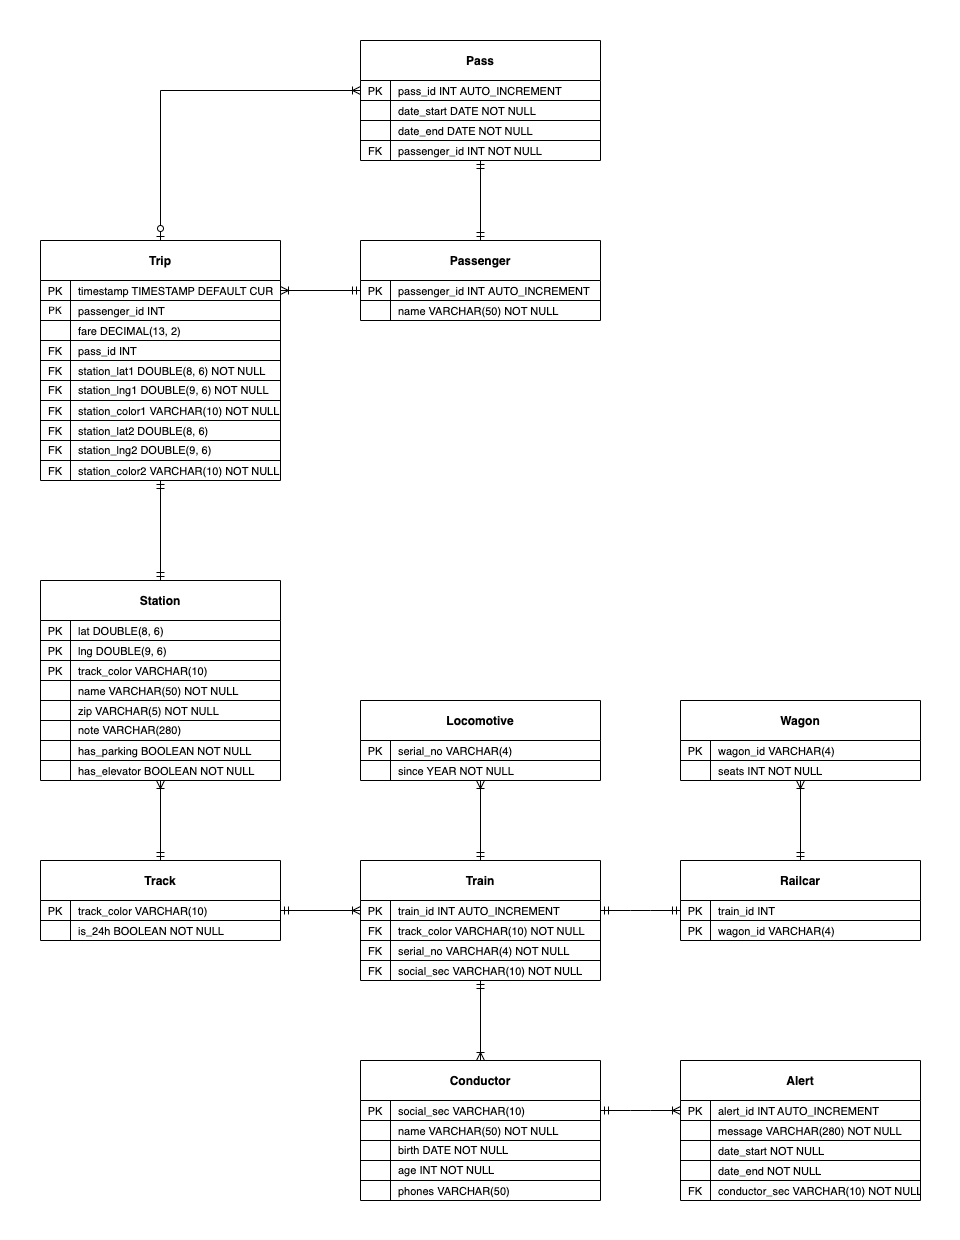 Pass
PK pass_id INT AUTO_INCREMENT
date_start DATE NOT NULL
date_end DATE NOT NULL
FK passenger_id INT NOT NULL
Trip
PK timestamp TIMESTAMP DEFAULT CUR
PK passenger_id INT
fare DECIMAL(13, 2)
FK pass_id INT
FK station_lat1 DOUBLE(8, 6) NOT NULL
FK station_lng1 DOUBLE(9, 6) NOT NULL
FK station_color1 VARCHAR(10) NOT NULL
FK station_lat2 DOUBLE(8, 6)
FK station_lng2 DOUBLE(9, 6)
FK station_color2 VARCHAR(10) NOT NULL
Passenger
PK passenger_id INT AUTO_INCREMENT
name VARCHAR(50) NOT NULL
Station
PK lat DOUBLE(8, 6)
PK lng DOUBLE(9, 6)
PK track_color VARCHAR(10)
name VARCHAR(50) NOT NULL
zip VARCHAR(5) NOT NULL
note VARCHAR(280)
has_parking BOOLEAN NOT NULL
has_elevator BOOLEAN NOT NULL
Locomotive
PK serial_no VARCHAR(4)
since YEAR NOT NULL
Wagon
PK wagon_id VARCHAR(4)
seats INT NOT NULL
Track
PK track_color VARCHAR(10)
is_24h BOOLEAN NOT NULL
Train
PK train_id INT AUTO_INCREMENT
FK track_color VARCHAR(10) NOT NULL
FK serial_no VARCHAR(4) NOT NULL
FK social_sec VARCHAR(10) NOT NULL
Railcar
PK train_id INT
PK wagon_id VARCHAR(4)
Conductor
PK social_sec VARCHAR(10)
name VARCHAR(50) NOT NULL
birth DATE NOT NULL
age INT NOT NULL
phones VARCHAR(50)
Alert
PK alert_id INT AUTO_INCREMENT
message VARCHAR(280) NOT NULL
date_start NOT NULL
date_end NOT NULL
FK conductor_sec VARCHAR(10) NOT NULL